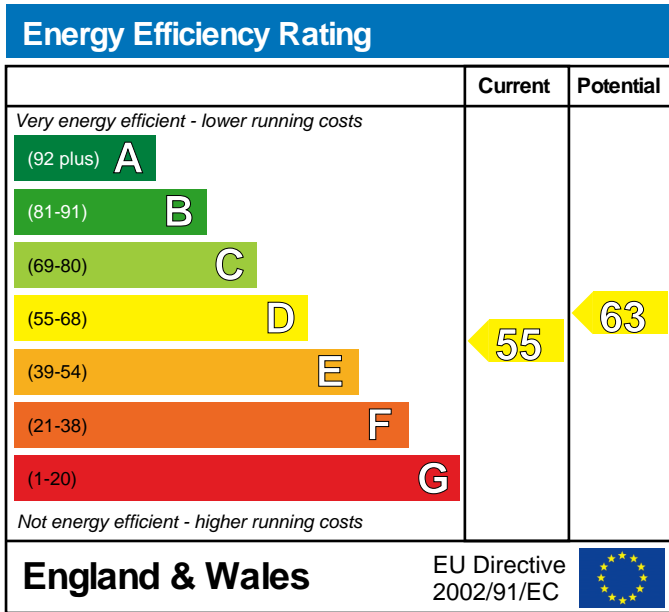 Energy Efficiency Rating
Current Potential
Very energy efficient - lower running costs
(92 plus) A
(81-91) B
(69-80) C
(55-68) D
(39-54) E
(21-38) F
(1-20) G
55
63
Not energy efficient - higher running costs
England & Wales
EU Directive
2002/91/EC